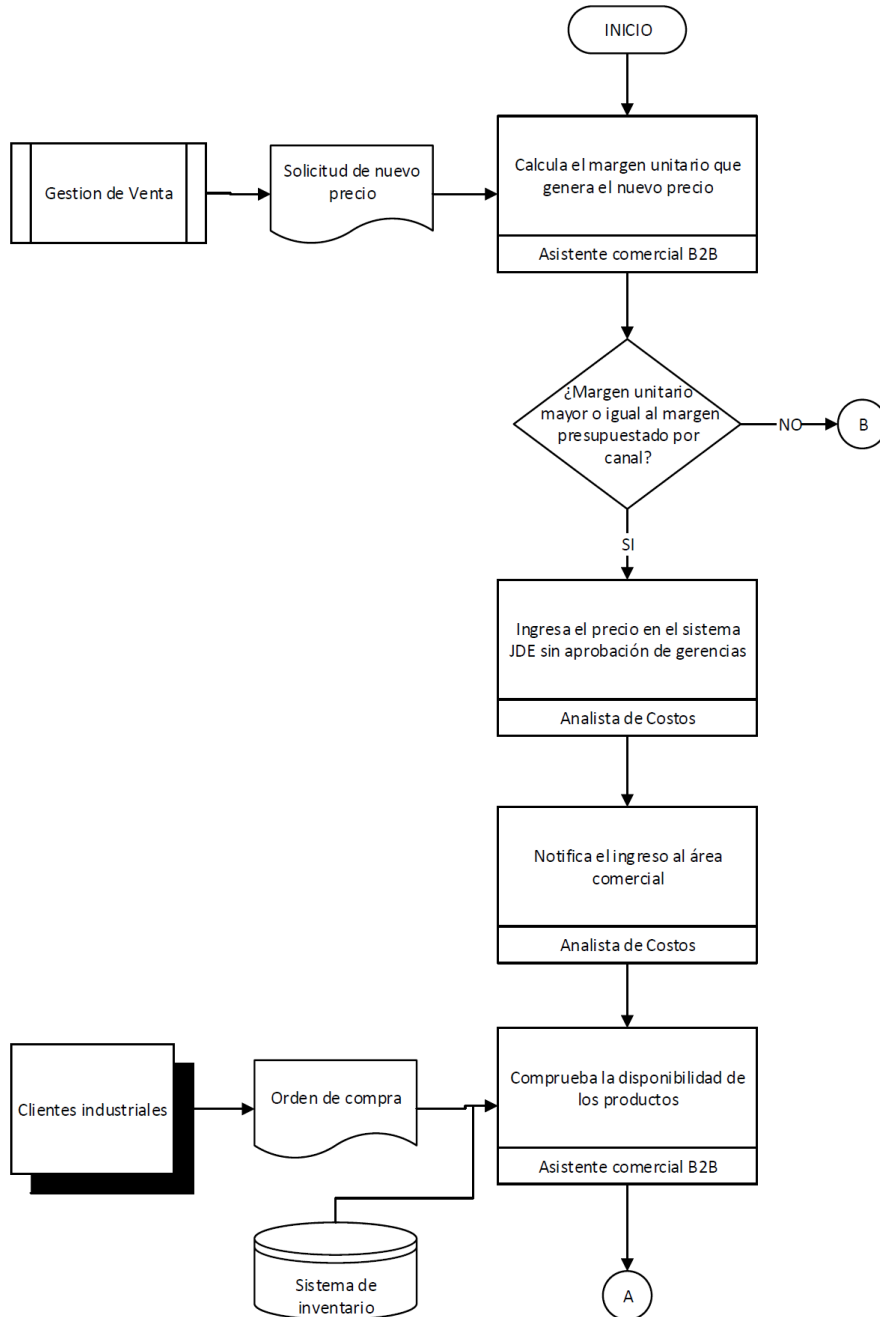 INICIO
Gestion de Venta
Solicitud de nuevo
precio
Calcula el margen unitario que
genera el nuevo precio
Asistente comercial B2B
¿Margen unitario
mayor o igual al margen
presupuestado por
canal?
NO
B
SI
Ingresa el precio en el sistema
JDE sin aprobación de gerencias
Analista de Costos
Notifica el ingreso al área
comercial
Analista de Costos
Clientes industriales
Orden de compra
Comprueba la disponibilidad de
los productos
Asistente comercial B2B
Sistema de
inventario
A